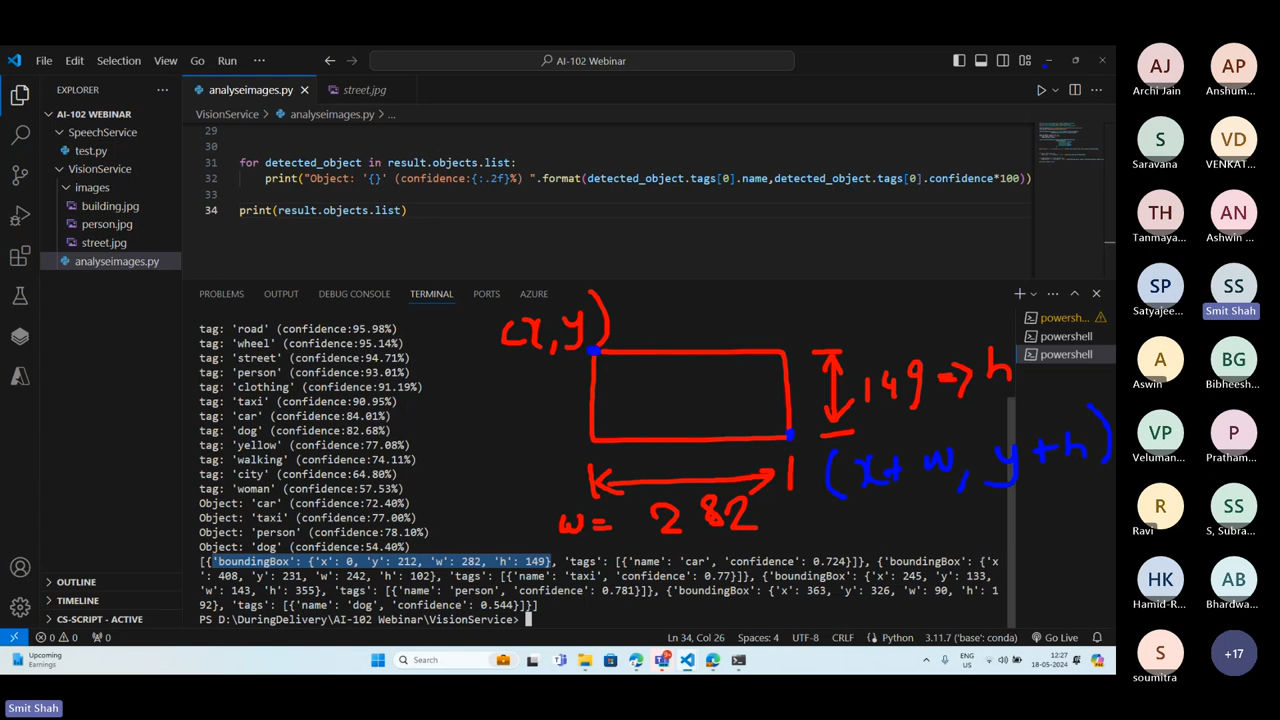 File Edit Selection View Go Run ··· AI-102 Webinar
EXPLORER
AI-102 WEBINAR
SpeechService
test.py
VisionService
images
building.jpg
person.jpg
street.jpg
analyseimages.py
OUTLINE
TIMELINE
CS-SCRIPT - ACTIVE
analyseimages.py street.jpg
VisionService > analyseimages.py > ...
29
30
31 for detected_object in result.objects.list:
32 print("Object: '{}' (confidence:{:.2f}%) ".format(detected_object.tags[0].name,detected_object.tags[0].confidence*100))
33
34 print(result.objects.list)
PROBLEMS OUTPUT DEBUG CONSOLE TERMINAL PORTS AZURE
powersh...
powershell
powershell
tag: 'road' (confidence:95.98%)
tag: 'wheel' (confidence:95.14%)
tag: 'street' (confidence:94.71%)
tag: 'person' (confidence:93.01%)
tag: 'clothing' (confidence:91.19%)
tag: 'taxi' (confidence:90.95%)
tag: 'car' (confidence:84.01%)
tag: 'dog' (confidence:82.68%)
tag: 'yellow' (confidence:77.08%)
tag: 'walking' (confidence:74.11%)
tag: 'city' (confidence:64.80%)
tag: 'woman' (confidence:57.53%)
Object: 'car' (confidence:72.40%)
Object: 'taxi' (confidence:77.00%)
Object: 'person' (confidence:78.10%)
Object: 'dog' (confidence:54.40%)
[{'boundingBox': {'x': 0, 'y': 212, 'w': 282, 'h': 149}, 'tags': [{'name': 'car', 'confidence': 0.724}]}, {'boundingBox': {'x
': 408, 'y': 231, 'w': 242, 'h': 102}, 'tags': [{'name': 'taxi', 'confidence': 0.77}]}, {'boundingBox': {'x': 245, 'y': 133,
'w': 143, 'h': 355}, 'tags': [{'name': 'person', 'confidence': 0.781}]}, {'boundingBox': {'x': 363, 'y': 326, 'w': 90, 'h': 1
92}, 'tags': [{'name': 'dog', 'confidence': 0.544}]}]
PS D:\DuringDelivery\AI-102 Webinar\VisionService>
(x,y)
149 => h
(x+w, y+h)
w= 282
0 0 0 Ln 34, Col 26 Spaces: 4 UTF-8 CRLF Python 3.11.7 ('base': conda) Go Live
Upcoming
Earnings
Search
ENG
US
12:27
18-05-2024
Smit Shah
AJ AP
Archi Jain Anshum...
S VD
Saravana VENKAT...
TH AN
Tanmaya... Ashwin ...
SP SS
Satyajee... Smit Shah
A BG
Aswin Bibheesh...
VP P
Veluman... Pratham...
R SS
Ravi S, Subra...
HK AB
Hamid-R... Bhardwa...
S +17
soumitra